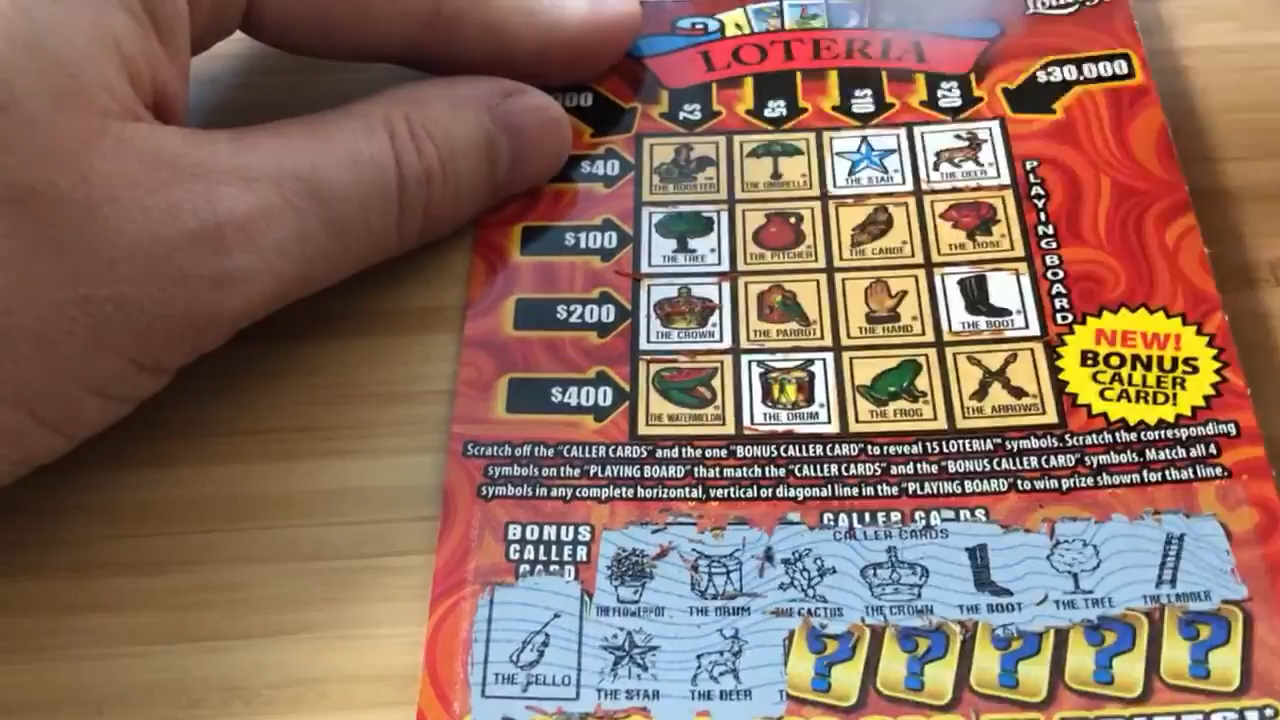 LOTERIA
$30,000
$2 $5 $10 $20
$40
THE ROOSTER THE UMBRELLA THE STAR THE DEER
$100
THE TREE THE PITCHER THE CANOE THE ROSE
$200
THE CROWN THE PARROT THE HAND THE BOOT
$400
THE WATERMELON THE DRUM THE FROG THE ARROWS
PLAYING BOARD
NEW!
BONUS
CALLER
CARD!
Scratch off the "CALLER CARDS" and the one "BONUS CALLER CARD" to reveal 15 LOTERIA™ symbols. Scratch the corresponding
symbols on the "PLAYING BOARD" that match the "CALLER CARDS" and the "BONUS CALLER CARD" symbols. Match all 4
symbols in any complete horizontal, vertical or diagonal line in the "PLAYING BOARD" to win prize shown for that line.
BONUS
CALLER
CARD
CALLER CARDS
CALLER CARDS
THE FLOWERPOT THE DRUM THE CACTUS THE CROWN THE BOOT THE TREE THE LADDER
THE CELLO THE STAR THE DEER
? ? ? ? ?